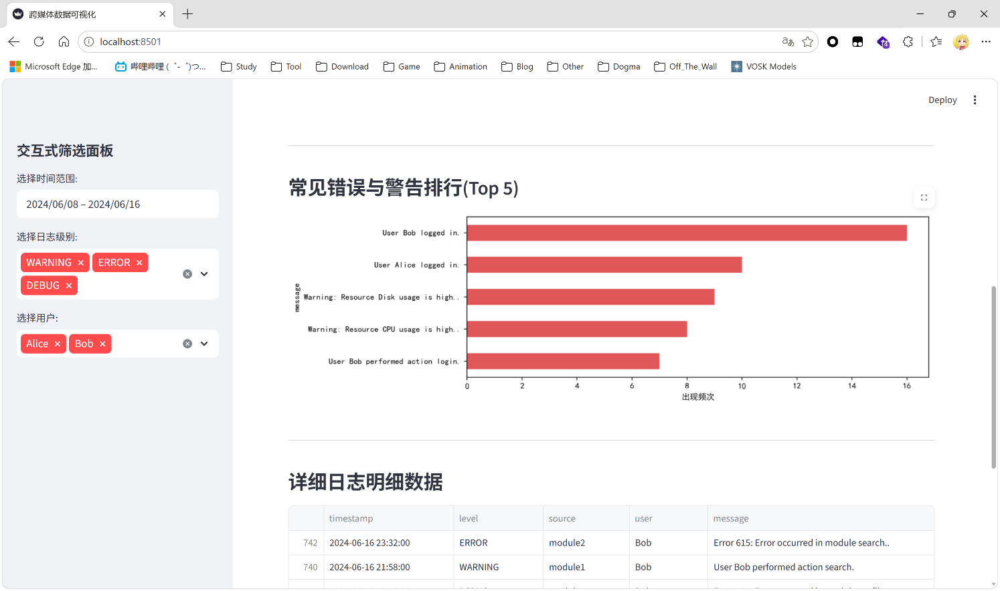 跨媒体数据可视化
localhost:8501
Microsoft Edge 加...
哔哩哔哩 ( ゜- ゜)つ...
Study
Tool
Download
Game
Animation
Blog
Other
Dogma
Off_The_Wall
VOSK Models
Deploy
交互式筛选面板
选择时间范围:
2024/06/08 – 2024/06/16
选择日志级别:
WARNING
ERROR
DEBUG
选择用户:
Alice
Bob
常见错误与警告排行(Top 5)
message
User Bob logged in.
User Alice logged in.
Warning: Resource Disk usage is high..
Warning: Resource CPU usage is high..
User Bob performed action login.
0 2 4 6 8 10 12 14 16
出现频次
详细日志明细数据
timestamp level source user message
742 2024-06-16 23:32:00 ERROR module2 Bob Error 615: Error occurred in module search..
740 2024-06-16 21:58:00 WARNING module1 Bob User Bob performed action search.